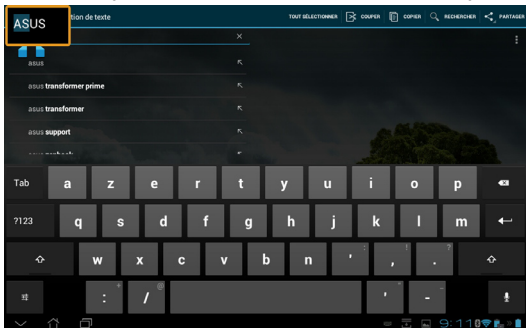 ASUS
tion de texte TOUT SÉLECTIONNER COUPER COPIER RECHERCHER PARTAGER
asus
asus transformer prime
asus transformer
asus support
Tab a z e r t y u i o p
?123 q s d f g h j k l m
w x c v b n ' : , ! . ?
: + / @ ' " - _
9:11